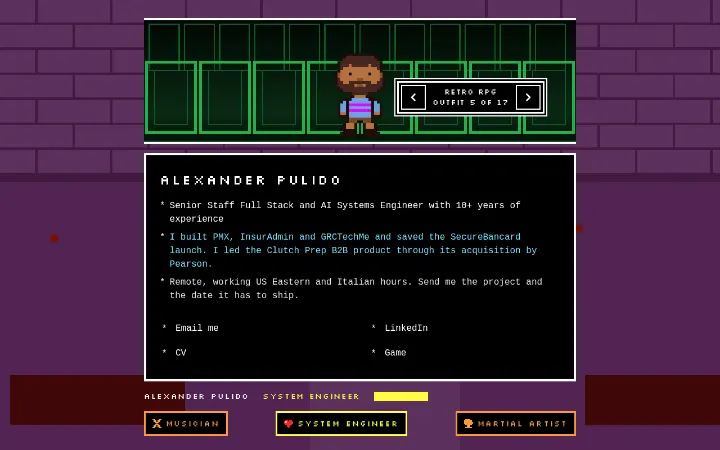 RETRO RPG
OUTFIT 5 OF 17
ALEXANDER PULIDO
* Senior Staff Full Stack and AI Systems Engineer with 10+ years of
experience
* I built PMX, InsurAdmin and GRCTechMe and saved the SecureBancard
launch. I led the Clutch Prep B2B product through its acquisition by
Pearson.
* Remote, working US Eastern and Italian hours. Send me the project and
the date it has to ship.
* Email me
* LinkedIn
* CV
* Game
ALEXANDER PULIDO SYSTEM ENGINEER
MUSICIAN
SYSTEM ENGINEER
MARTIAL ARTIST